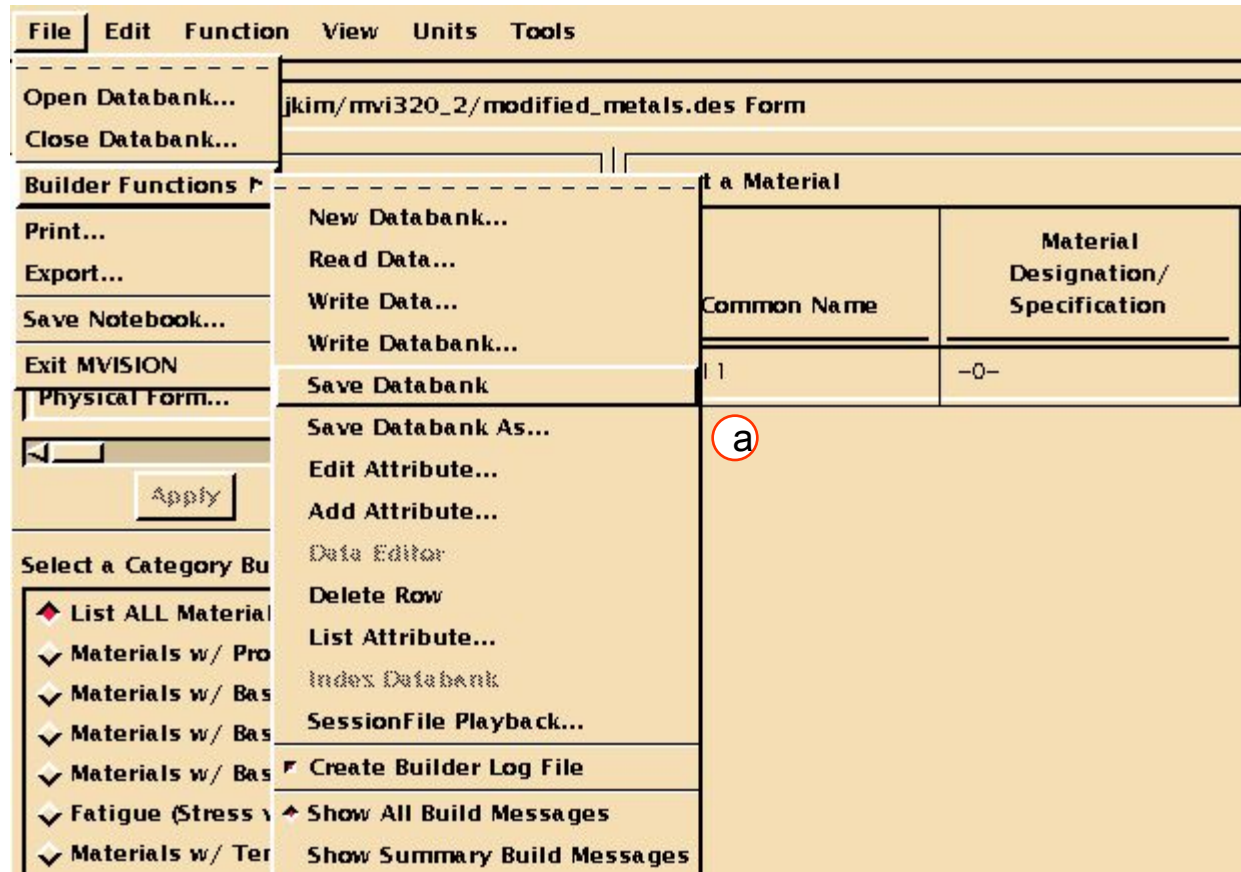 File Edit Function View Units Tools
Open Databank...
jkim/mvi320_2/modified_metals.des Form
Close Databank...
Builder Functions
t a Material
New Databank...
Print...
Material
Designation/
Specification
Read Data...
Export...
Write Data...
Common Name
Save Notebook...
Write Databank...
Exit MVISION
Save Databank
11
-0-
Physical Form...
Save Databank As...
a
Edit Attribute...
Apply
Add Attribute...
Data Editor
Select a Category Bu
Delete Row
List ALL Material
List Attribute...
Materials w/ Pro
Index Databank
Materials w/ Bas
SessionFile Playback...
Materials w/ Bas
Create Builder Log File
Materials w/ Bas
Fatigue (Stress v
Show All Build Messages
Materials w/ Ter
Show Summary Build Messages